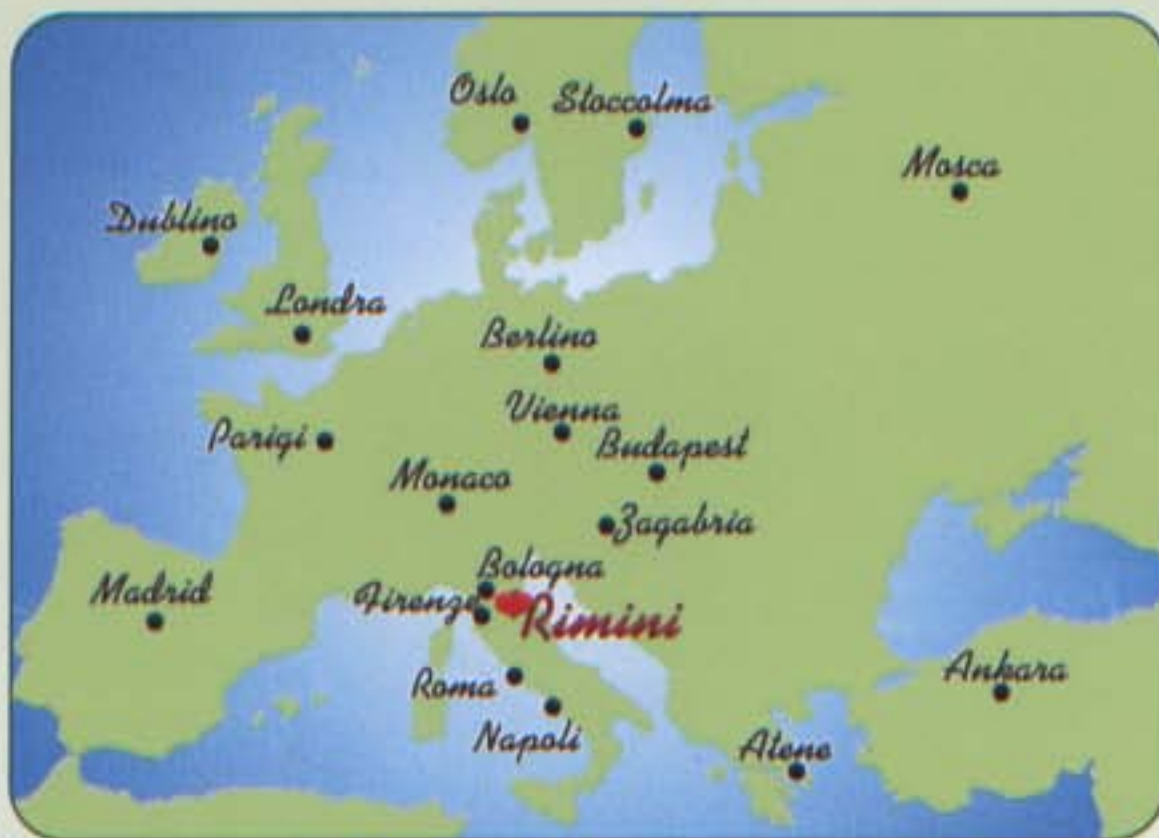 Oslo
Stoccolma
Mosca
Dublino
Londra
Berlino
Vienna
Parigi
Budapest
Monaco
Zagabria
Bologna
Madrid
Firenze
Rimini
Roma
Ankara
Napoli
Atene